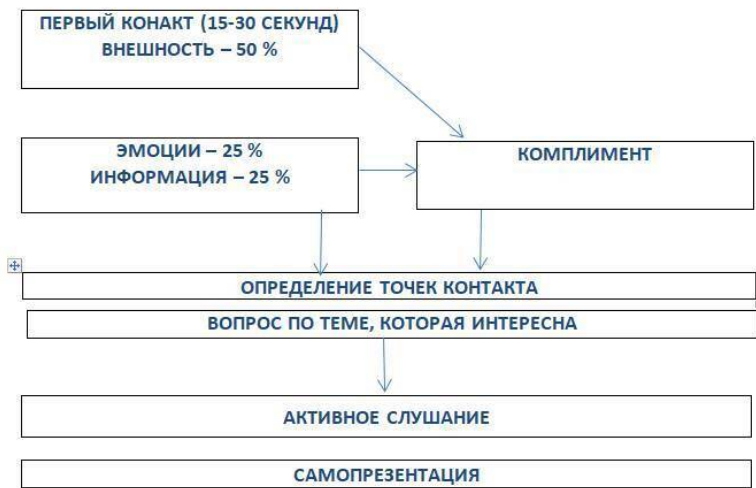 ПЕРВЫЙ КОНАКТ (15-30 СЕКУНД)
ВНЕШНОСТЬ – 50 %
ЭМОЦИИ – 25 %
ИНФОРМАЦИЯ – 25 %
КОМПЛИМЕНТ
ОПРЕДЕЛЕНИЕ ТОЧЕК КОНТАКТА
ВОПРОС ПО ТЕМЕ, КОТОРАЯ ИНТЕРЕСНА
АКТИВНОЕ СЛУШАНИЕ
САМОПРЕЗЕНТАЦИЯ